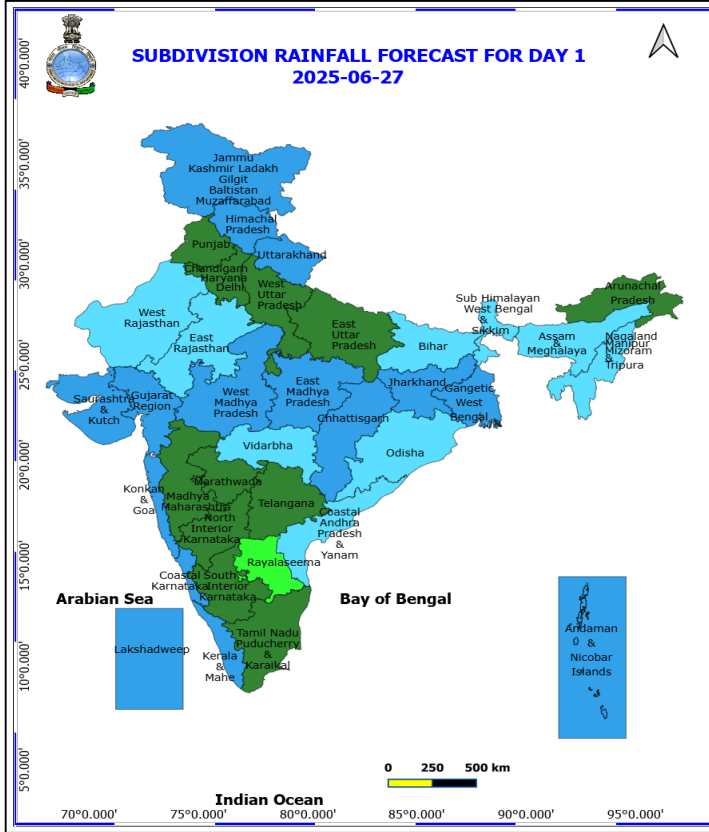 SUBDIVISION RAINFALL FORECAST FOR DAY 1
2025-06-27
40°0.000'
35°0.000'
30°0.000'
25°0.000'
20°0.000'
15°0.000'
10°0.000'
5°0.000'
Jammu
Kashmir Ladakh
Gilgit
Baltistan
Muzaffarabad
Himachal
Pradesh
Punjab
Uttarakhand
Chandigarh
Haryana
Delhi
West
Uttar
Pradesh
East
Uttar
Pradesh
West
Rajasthan
East
Rajasthan
Bihar
Sub Himalayan
West Bengal
&
Sikkim
Arunachal
Pradesh
Assam
&
Meghalaya
Nagaland
Manipur
Mizoram
&
Tripura
Saurashtra
&
Kutch
Gujarat
Region
West
Madhya
Pradesh
East
Madhya
Pradesh
Jharkhand
Gangetic
West
Bengal
Chhattisgarh
Vidarbha
Odisha
Konkan
&
Goa
Madhya
Maharashtra
Marathwada
Telangana
North
Interior
Karnataka
Coastal
Andhra
Pradesh
&
Yanam
Rayalaseema
Coastal
Karnataka
South
Interior
Karnataka
Tamil Nadu
Puducherry
&
Karaikal
Kerala
&
Mahe
Lakshadweep
Andaman
&
Nicobar
Islands
Arabian Sea
Bay of Bengal
Indian Ocean
0 250 500 km
70°0.000' 75°0.000' 80°0.000' 85°0.000' 90°0.000' 95°0.000'